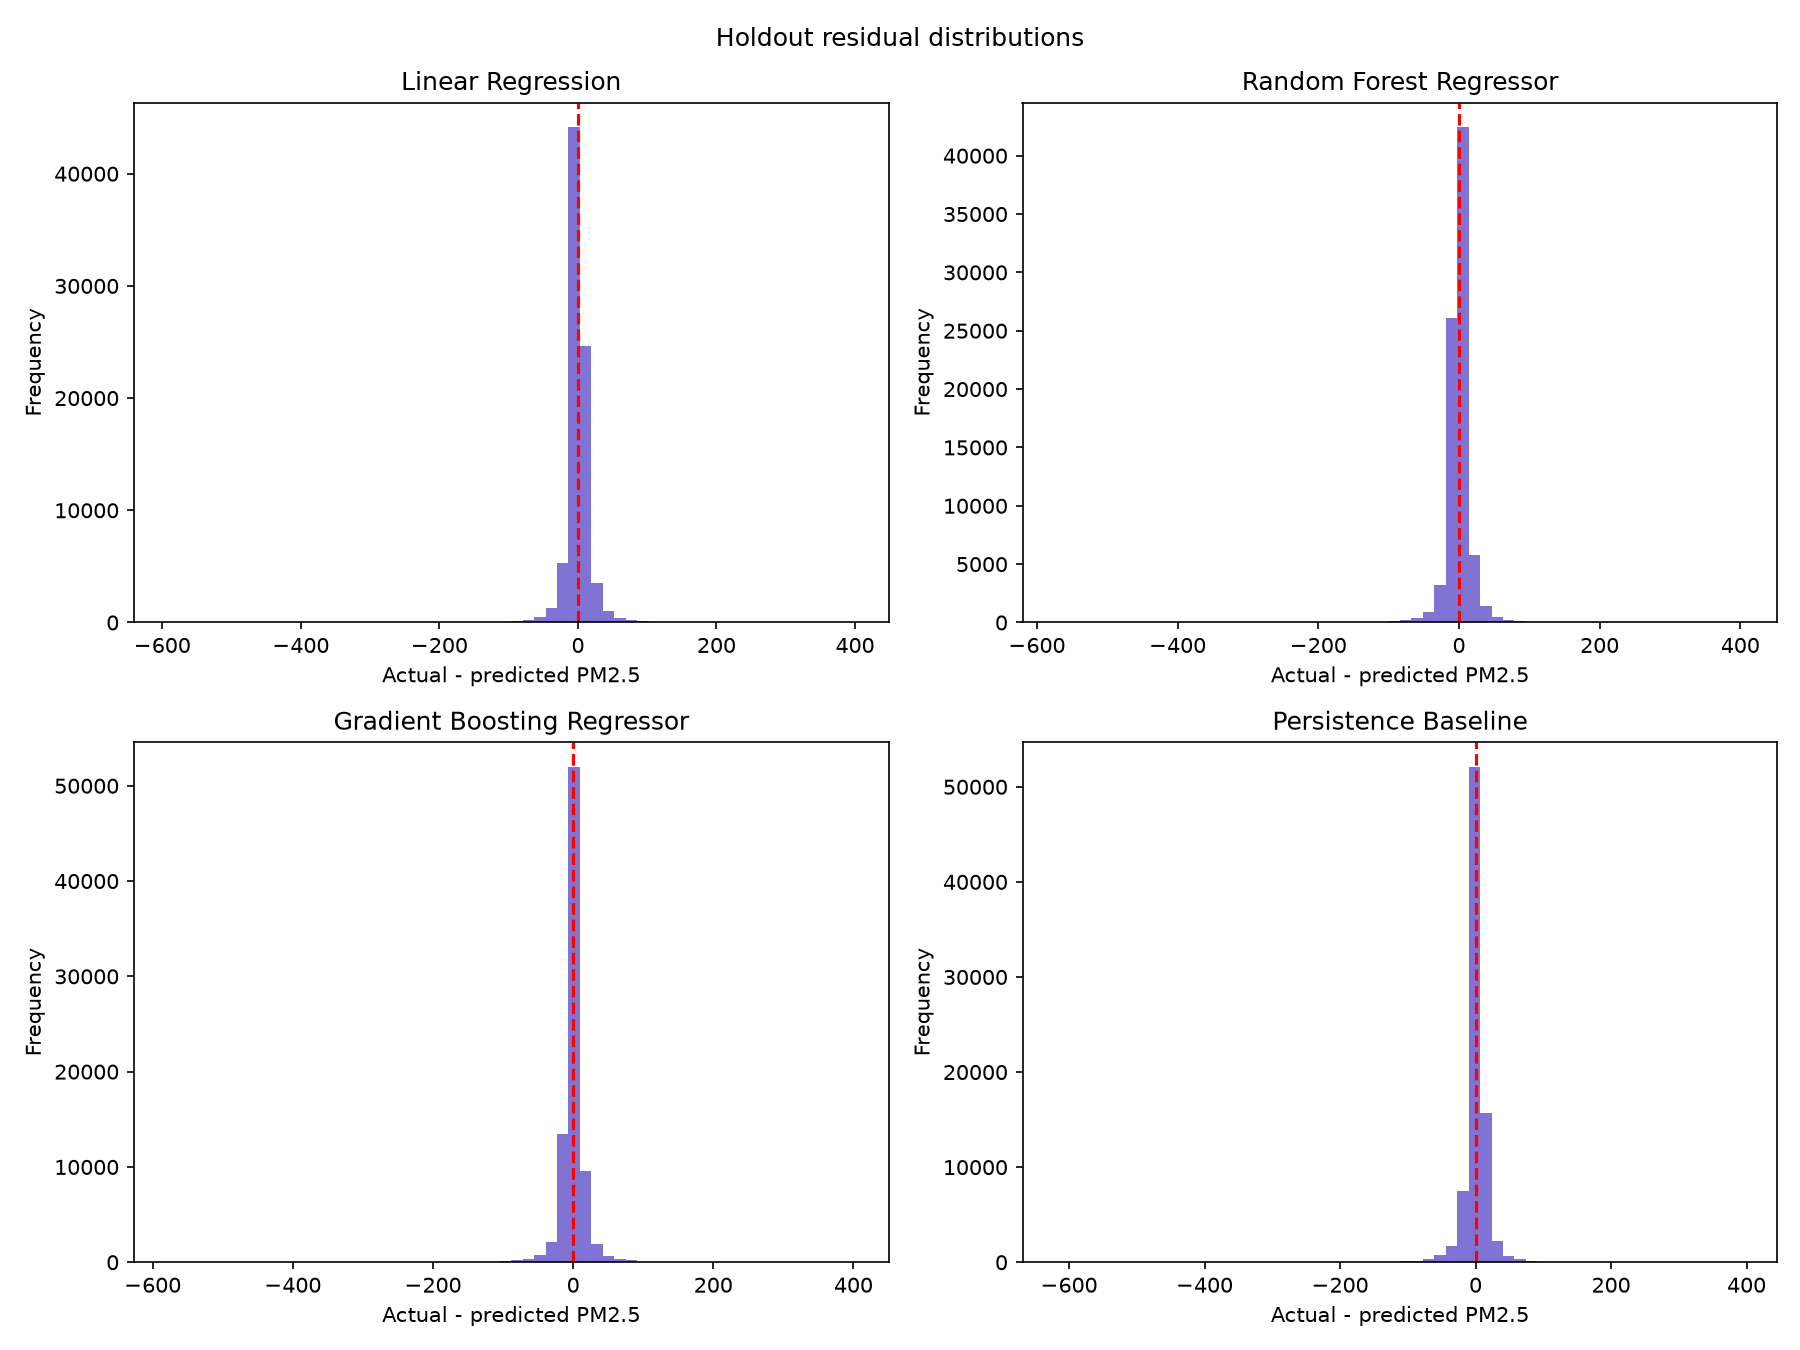 Holdout residual distributions
Linear Regression
Frequency
40000
30000
20000
10000
0
−600 −400 −200 0 200 400
Actual - predicted PM2.5
Random Forest Regressor
Frequency
40000
35000
30000
25000
20000
15000
10000
5000
0
−600 −400 −200 0 200 400
Actual - predicted PM2.5
Gradient Boosting Regressor
Frequency
50000
40000
30000
20000
10000
0
−600 −400 −200 0 200 400
Actual - predicted PM2.5
Persistence Baseline
Frequency
50000
40000
30000
20000
10000
0
−600 −400 −200 0 200 400
Actual - predicted PM2.5